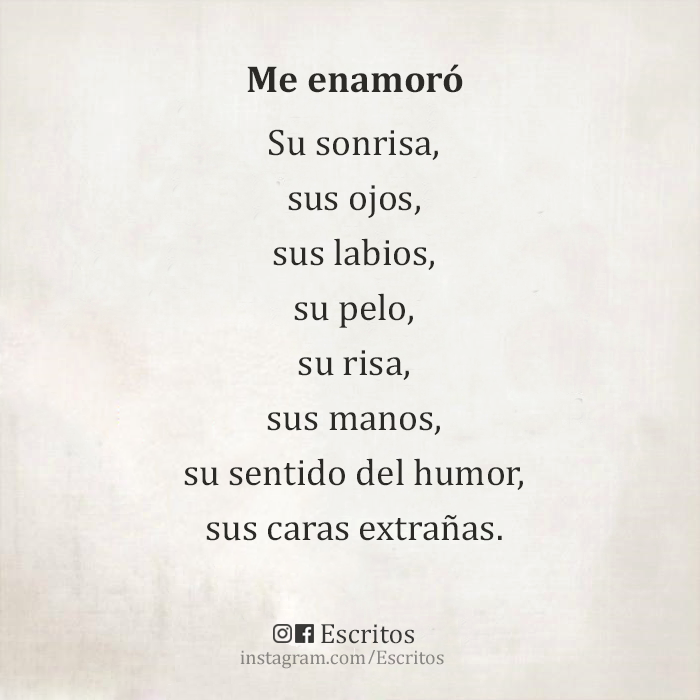 Me enamoró
Su sonrisa,
sus ojos,
sus labios,
su pelo,
su risa,
sus manos,
su sentido del humor,
sus caras extrañas.
Escritos
instagram.com/Escritos